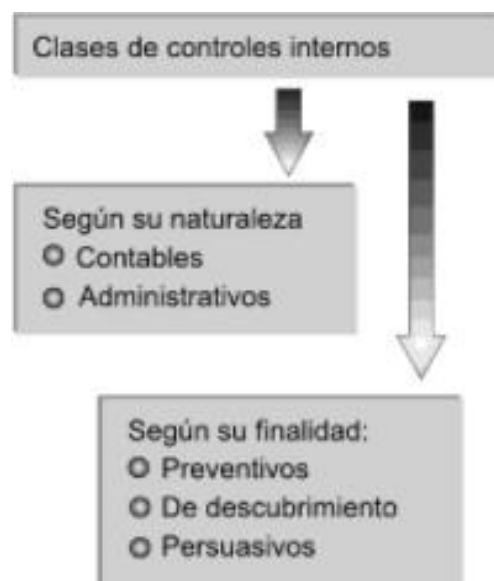 Clases de controles internos
Según su naturaleza
Contables
Administrativos
Según su finalidad:
Preventivos
De descubrimiento
Persuasivos